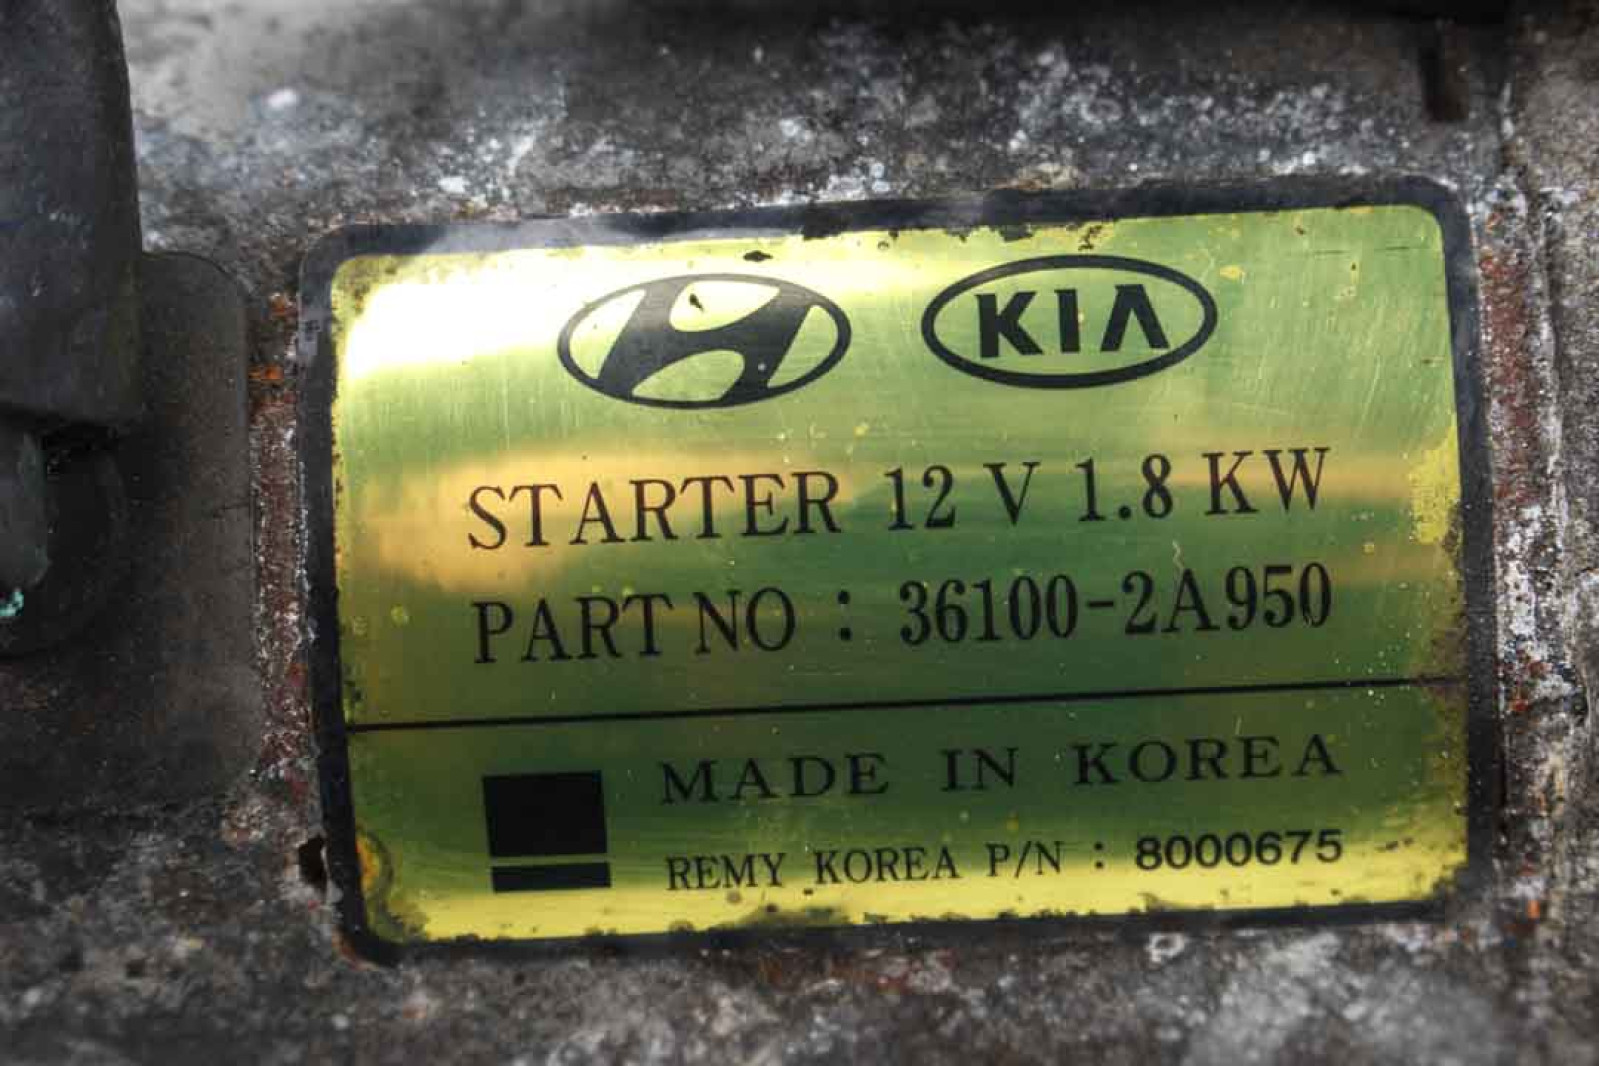 KIA
STARTER 12 V 1.8 KW
PART NO : 36100-2A950
MADE IN KOREA
REMY KOREA P/N : 8000675